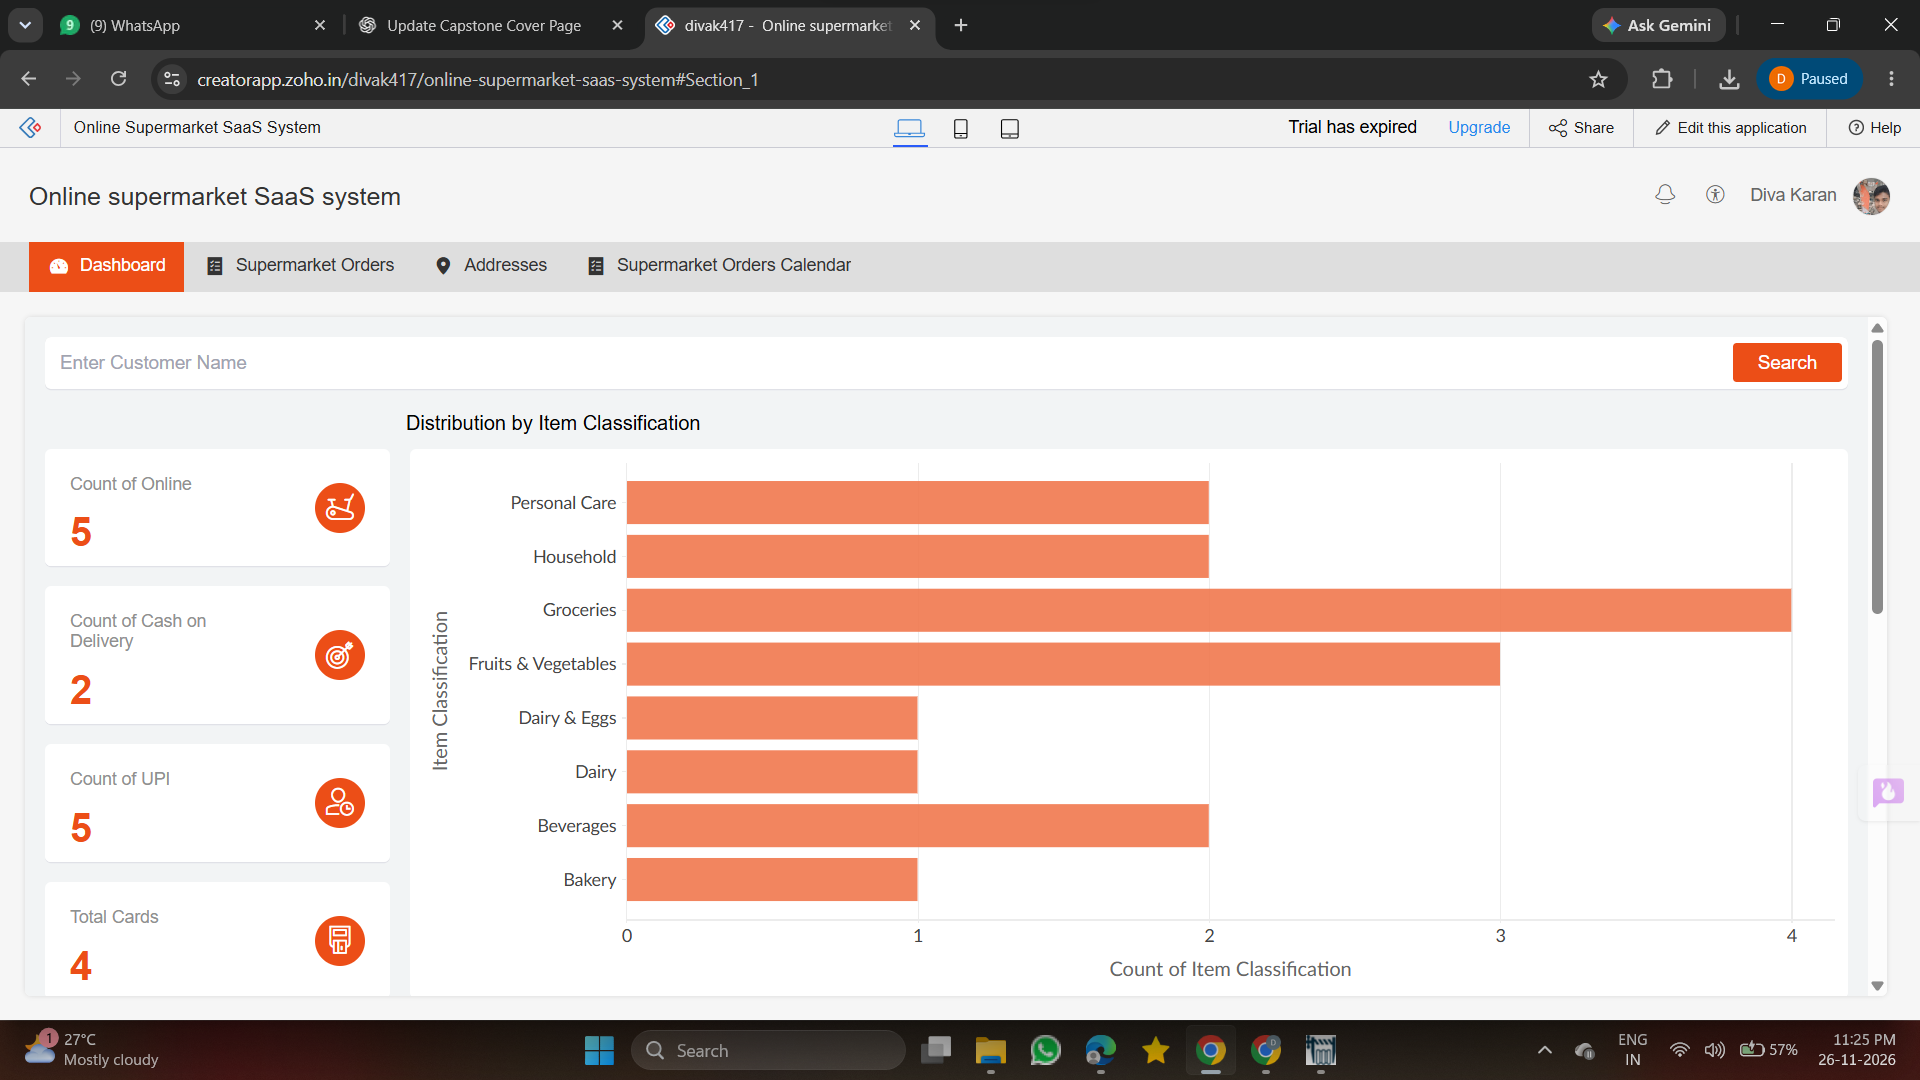 9
(9) WhatsApp
Update Capstone Cover Page
divak417 - Online supermarket
Ask Gemini
creatorapp.zoho.in/divak417/online-supermarket-saas-system#Section_1
D
Paused
Online Supermarket SaaS System
Trial has expired
Upgrade
Share
Edit this application
Help
Online supermarket SaaS system
Diva Karan
Dashboard
Supermarket Orders
Addresses
Supermarket Orders Calendar
Enter Customer Name
Search
Distribution by Item Classification
Count of Online
5
Count of Cash on
Delivery
2
Count of UPI
5
Total Cards
4
Item Classification
Personal Care
Household
Groceries
Fruits & Vegetables
Dairy & Eggs
Dairy
Beverages
Bakery
0 1 2 3 4
Count of Item Classification
1
27°C
Mostly cloudy
Search
D
ENG
IN
57%
11:25 PM
26-11-2026